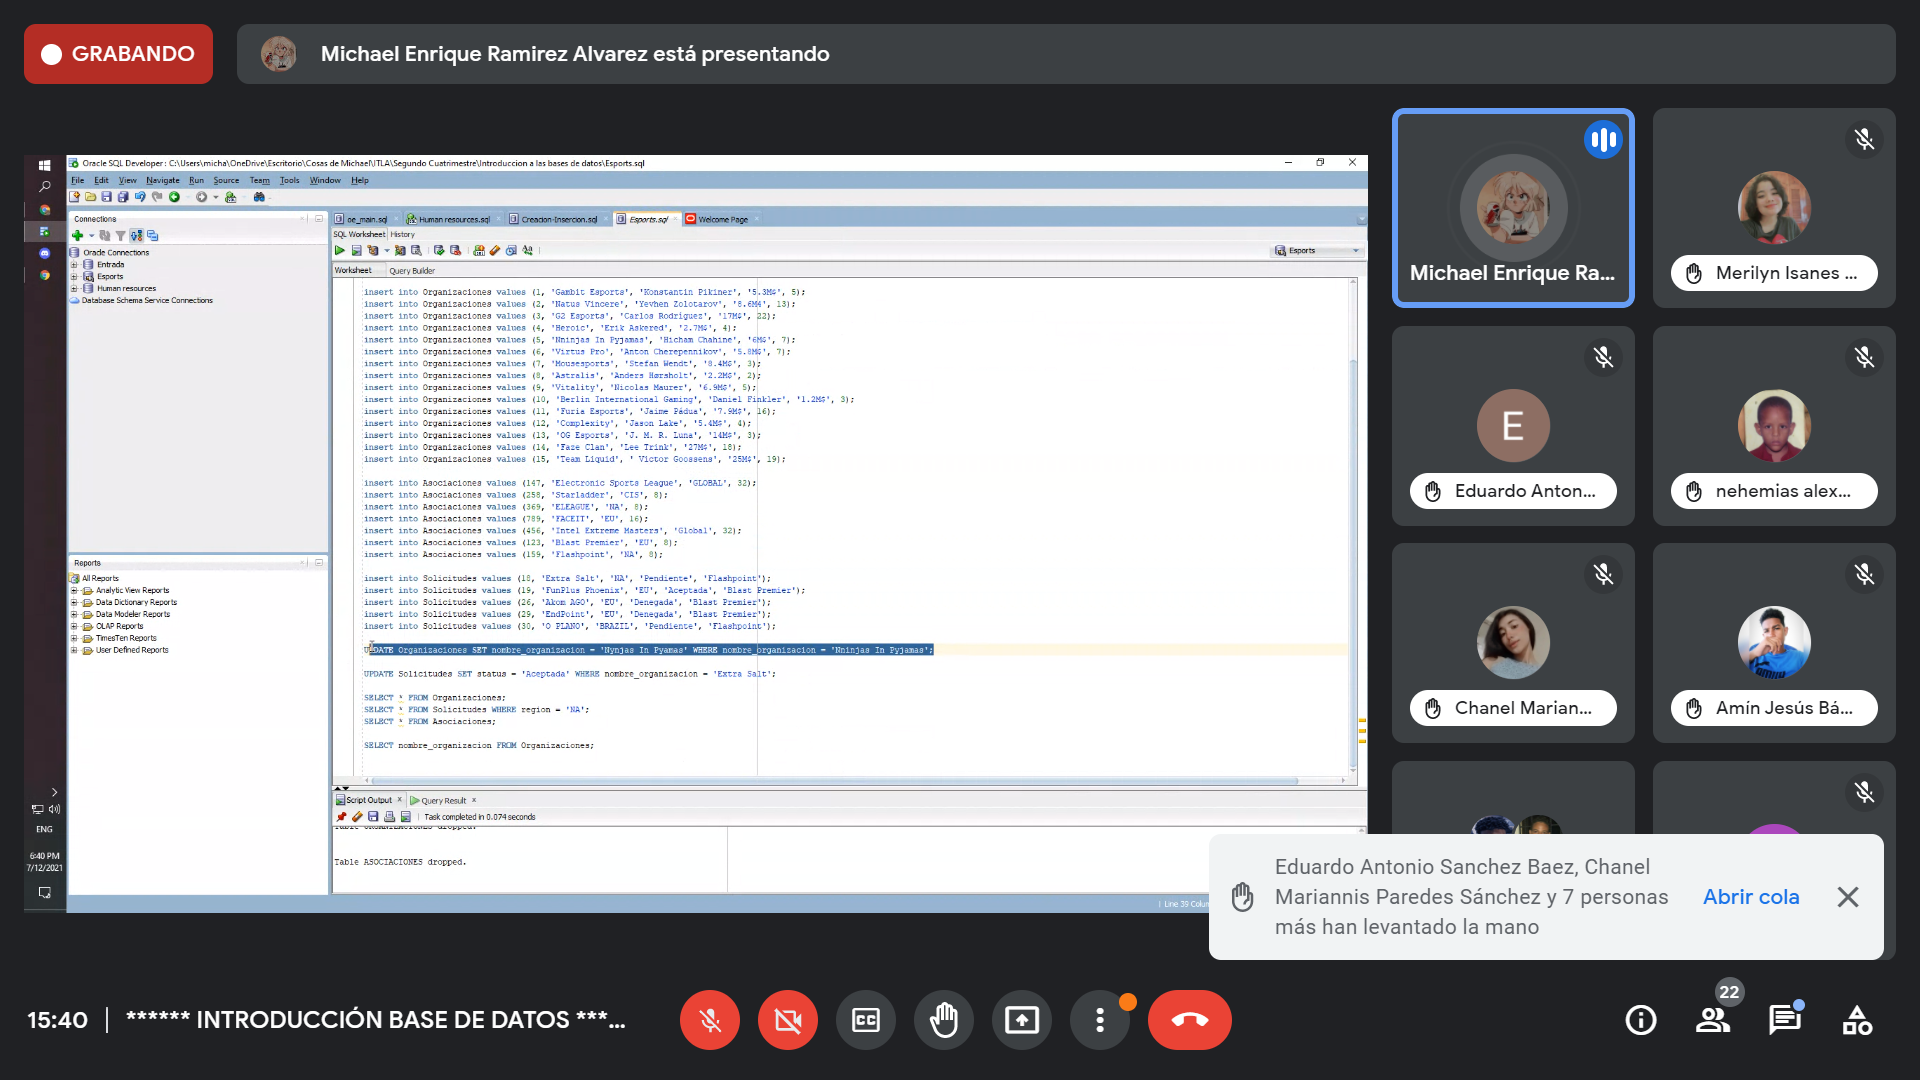 GRABANDO
Michael Enrique Ramirez Alvarez está presentando
Oracle SQL Developer : C:\Users\micha\OneDrive\Escritorio\Cosas de Michael\ITLA\Segundo Cuatrimestre\Introduccion a las bases de datos\Esports.sql
File Edit View Navigate Run Source Team Tools Window Help
Connections
oe_main.sql Human resources.sql Creacion-Insercion.sql Esports.sql Welcome Page
SQL Worksheet History
Esports
Worksheet Query Builder
Oracle Connections
Entrada
Esports
Human resources
Database Schema Service Connections
insert into Organizaciones values (1, 'Gambit Esports', 'Konstantin Pikiner', '5.3M$', 5);
insert into Organizaciones values (2, 'Natus Vincere', 'Yevhen Zolotarov', '8.6M$', 13);
insert into Organizaciones values (3, 'G2 Esports', 'Carlos Rodríguez', '17M$', 22);
insert into Organizaciones values (4, 'Heroic', 'Erik Askered', '2.7M$', 4);
insert into Organizaciones values (5, 'Nninjas In Pyjamas', 'Hicham Chahine', '6M$', 7);
insert into Organizaciones values (6, 'Virtus Pro', 'Anton Cherepennikov', '5.8M$', 7);
insert into Organizaciones values (7, 'Mousesports', 'Stefan Wendt', '8.4M$', 3);
insert into Organizaciones values (8, 'Astralis', 'Anders Hørsholt', '2.2M$', 2);
insert into Organizaciones values (9, 'Vitality', 'Nicolas Maurer', '6.9M$', 5);
insert into Organizaciones values (10, 'Berlin International Gaming', 'Daniel Finkler', '1.2M$', 3);
insert into Organizaciones values (11, 'Furia Esports', 'Jaime Pádua', '7.9M$', 16);
insert into Organizaciones values (12, 'Complexity', 'Jason Lake', '5.4M$', 4);
insert into Organizaciones values (13, 'OG Esports', 'J. M. R. Luna', '14M$', 3);
insert into Organizaciones values (14, 'Faze Clan', 'Lee Trink', '27M$', 18);
insert into Organizaciones values (15, 'Team Liquid', ' Victor Goossens', '25M$', 19);
insert into Asociaciones values (147, 'Electronic Sports League', 'GLOBAL', 32);
insert into Asociaciones values (258, 'Starladder', 'CIS', 8);
insert into Asociaciones values (369, 'ELEAGUE', 'NA', 8);
insert into Asociaciones values (789, 'FACEIT', 'EU', 16);
insert into Asociaciones values (456, 'Intel Extreme Masters', 'Global', 32);
insert into Asociaciones values (123, 'Blast Premier', 'EU', 8);
insert into Asociaciones values (159, 'Flashpoint', 'NA', 8);
insert into Solicitudes values (18, 'Extra Salt', 'NA', 'Pendiente', 'Flashpoint');
insert into Solicitudes values (19, 'FunPlus Phoenix', 'EU', 'Aceptada', 'Blast Premier');
insert into Solicitudes values (26, 'Akom AGO', 'EU', 'Denegada', 'Blast Premier');
insert into Solicitudes values (29, 'EndPoint', 'EU', 'Denegada', 'Blast Premier');
insert into Solicitudes values (30, 'O PLANO', 'BRAZIL', 'Pendiente', 'Flashpoint');
UPDATE Organizaciones SET nombre_organizacion = 'Nynjas In Pyamas' WHERE nombre_organizacion = 'Nninjas In Pyjamas';
UPDATE Solicitudes SET status = 'Aceptada' WHERE nombre_organizacion = 'Extra Salt';
SELECT * FROM Organizaciones;
SELECT * FROM Solicitudes WHERE region = 'NA';
SELECT * FROM Asociaciones;
SELECT nombre_organizacion FROM Organizaciones;
Reports
All Reports
Analytic View Reports
Data Dictionary Reports
Data Modeler Reports
OLAP Reports
TimesTen Reports
User Defined Reports
Script Output Query Result
Task completed in 0.074 seconds
Table ORGANIZACIONES dropped.
Table ASOCIACIONES dropped.
Line 39 Colum
ENG
6:40 PM
7/12/2021
Michael Enrique Ra...
Merilyn Isanes ...
E
Eduardo Anton...
nehemias alex...
Chanel Marian...
Amín Jesús Bá...
Eduardo Antonio Sanchez Baez, Chanel
Mariannis Paredes Sánchez y 7 personas
más han levantado la mano
Abrir cola
15:40
****** INTRODUCCIÓN BASE DE DATOS ***...
CC
22